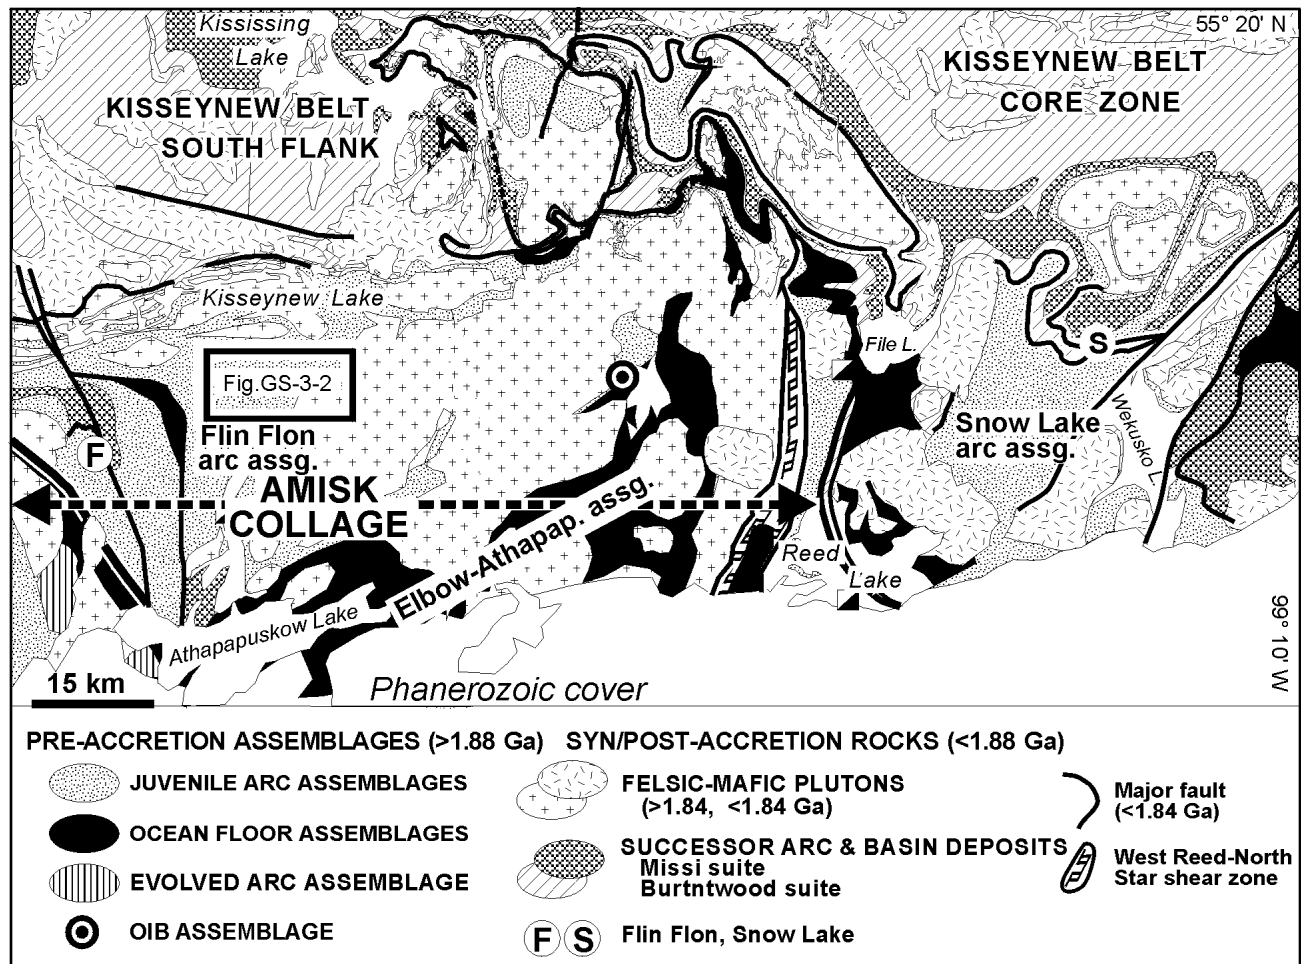 Kississing
Lake
55° 20' N
KISSEYNEW BELT
SOUTH FLANK
KISSEYNEW BELT
CORE ZONE
Kisseynew Lake
File L.
S
Fig.GS-3-2
F
Flin Flon
arc assg.
Snow Lake
arc assg.
Wekusko L.
AMISK
COLLAGE
Elbow-Athapap. assg.
Reed
Lake
Athapapuskow Lake
99° 10' W
15 km
Phanerozoic cover
PRE-ACCRETION ASSEMBLAGES (>1.88 Ga)
JUVENILE ARC ASSEMBLAGES
OCEAN FLOOR ASSEMBLAGES
EVOLVED ARC ASSEMBLAGE
OIB ASSEMBLAGE
SYN/POST-ACCRETION ROCKS (<1.88 Ga)
FELSIC-MAFIC PLUTONS
(>1.84, <1.84 Ga)
SUCCESSOR ARC & BASIN DEPOSITS
Missi suite
Burtntwood suite
F S Flin Flon, Snow Lake
Major fault
(<1.84 Ga)
West Reed-North
Star shear zone